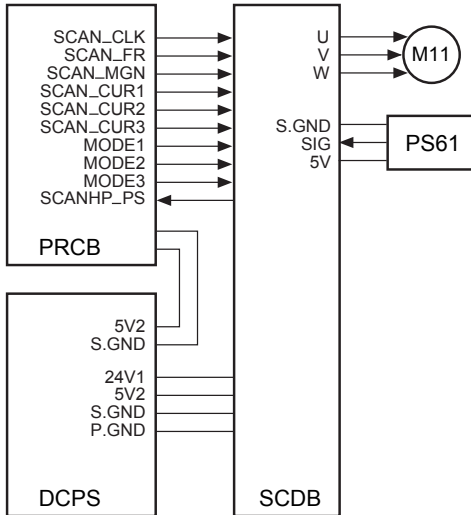 SCAN_CLK
SCAN_FR
SCAN_MGN
SCAN_CUR1
SCAN_CUR2
SCAN_CUR3
MODE1
MODE2
MODE3
SCANHP_PS
PRCB
5V2
S.GND
24V1
5V2
S.GND
P.GND
DCPS
U
V
W
M11
S.GND
SIG
5V
PS61
SCDB